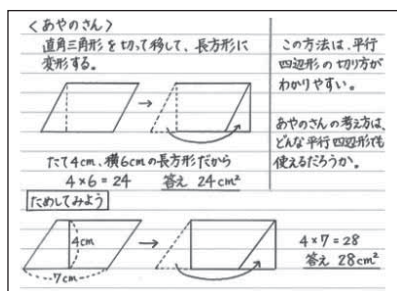 〈あやのさん〉
直角三角形を切って移して、長方形に
変形する。
たて4cm、横6cmの長方形だから
4×6=24 答え 24cm²
この方法は、平行
四辺形の切り方が
わかりやすい。
あやのさんの考え方は、
どんな平行四辺形でも
使えるだろうか。
ためしてみよう
4cm
7cm
4×7=28
答え 28cm²